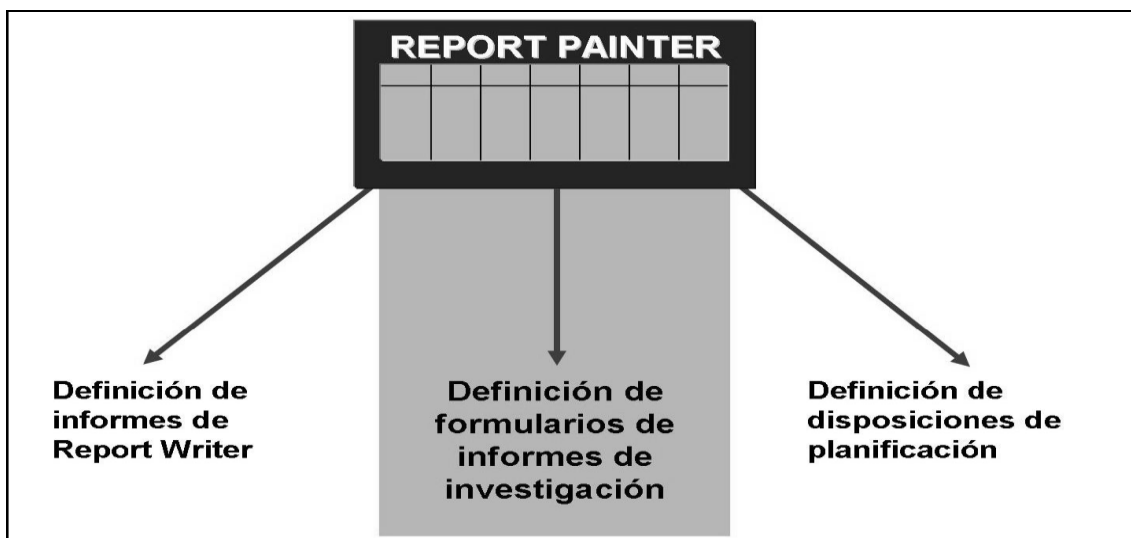 REPORT PAINTER
Definición de
informes de
Report Writer
Definición de
formularios de
informes de
investigación
Definición de
disposiciones de
planificación